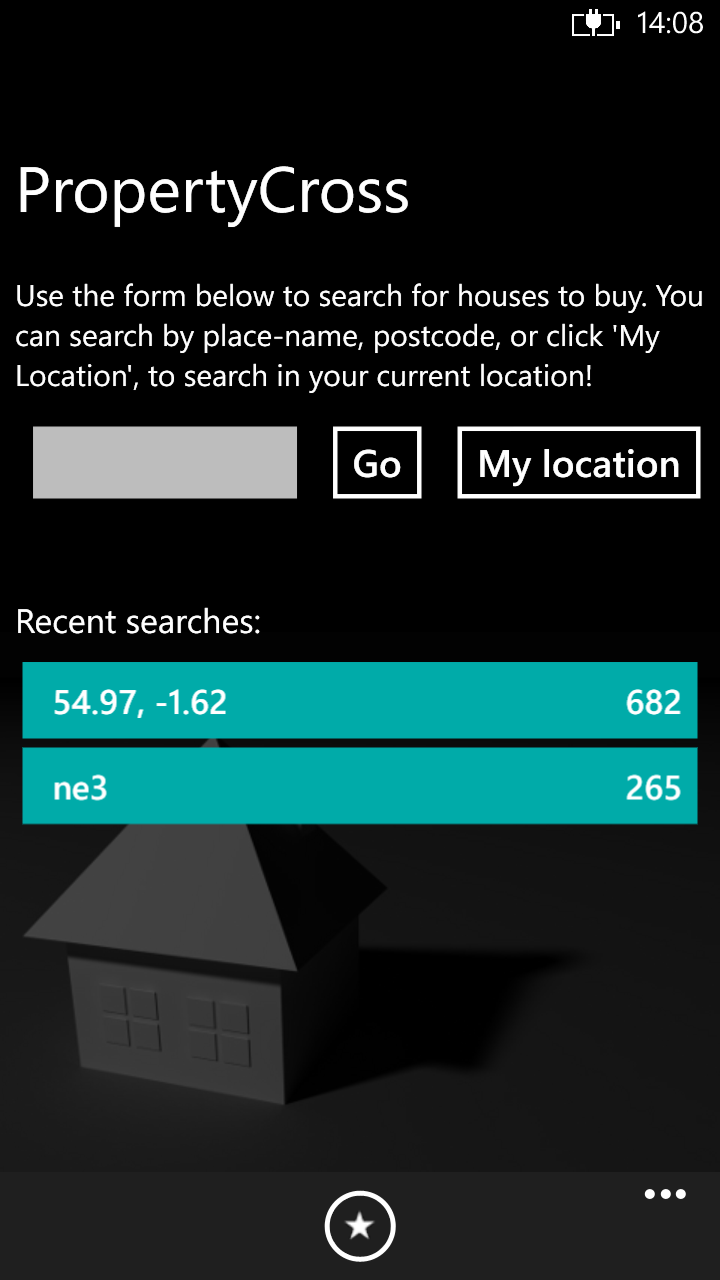 14:08
PropertyCross
Use the form below to search for houses to buy. You
can search by place-name, postcode, or click 'My
Location', to search in your current location!
Go
My location
Recent searches:
54.97, -1.62 682
ne3 265